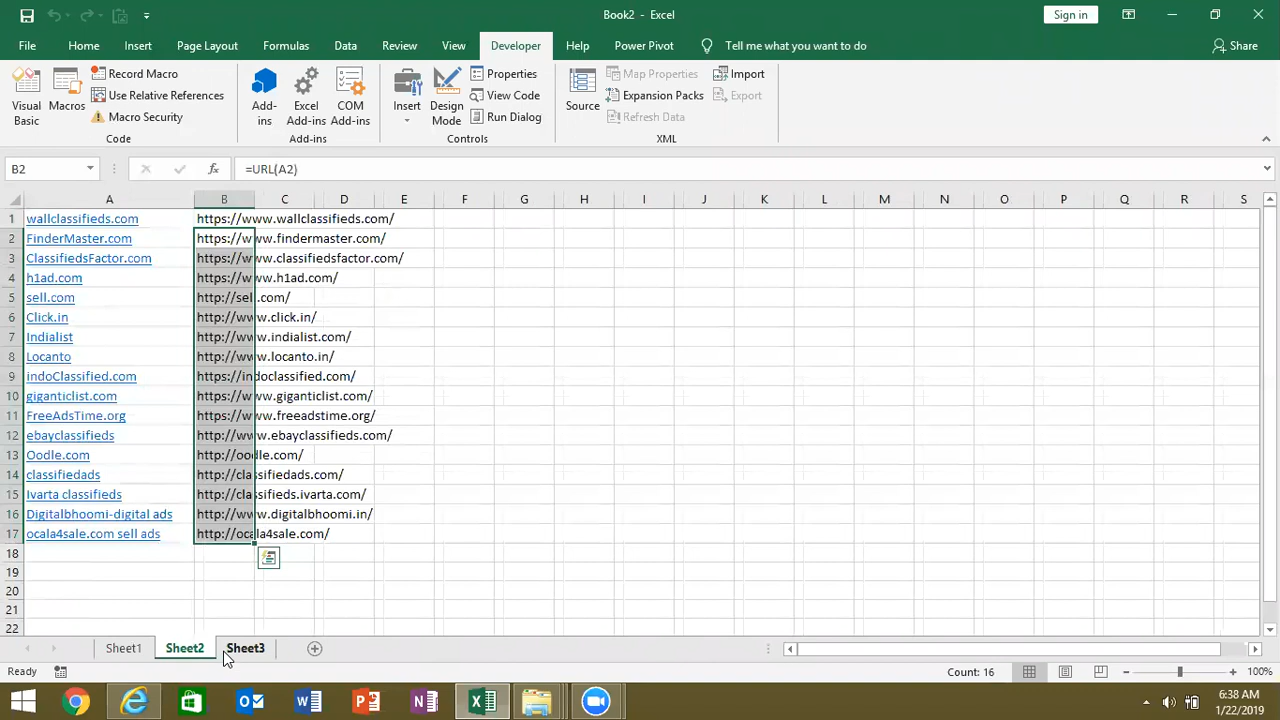 Book2 - Excel
Sign in
File Home Insert Page Layout Formulas Data Review View Developer Help Power Pivot Tell me what you want to do Share
Visual Basic
Macros
Record Macro
Use Relative References
Macro Security
Code
Add-ins
Excel Add-ins
COM Add-ins
Add-ins
Insert
Design Mode
Properties
View Code
Run Dialog
Controls
Source
Map Properties
Expansion Packs
Refresh Data
Import
Export
XML
B2 fx =URL(A2)
A B C D E F G H I J K L M N O P Q R S
1 wallclassifieds.com https://www.wallclassifieds.com/
2 FinderMaster.com https://www.findermaster.com/
3 ClassifiedsFactor.com https://www.classifiedsfactor.com/
4 h1ad.com https://www.h1ad.com/
5 sell.com http://sell.com/
6 Click.in http://www.click.in/
7 Indialist http://www.indialist.com/
8 Locanto http://www.locanto.in/
9 indoClassified.com https://indoclassified.com/
10 giganticlist.com https://www.giganticlist.com/
11 FreeAdsTime.org https://www.freeadstime.org/
12 ebayclassifieds http://www.ebayclassifieds.com/
13 Oodle.com http://oodle.com/
14 classifiedads http://classifiedads.com/
15 Ivarta classifieds http://classifieds.ivarta.com/
16 Digitalbhoomi-digital ads http://www.digitalbhoomi.in/
17 ocala4sale.com sell ads http://ocala4sale.com/
18
19
20
21
22
Sheet1 Sheet2 Sheet3
Ready Count: 16 100%
6:38 AM
1/22/2019